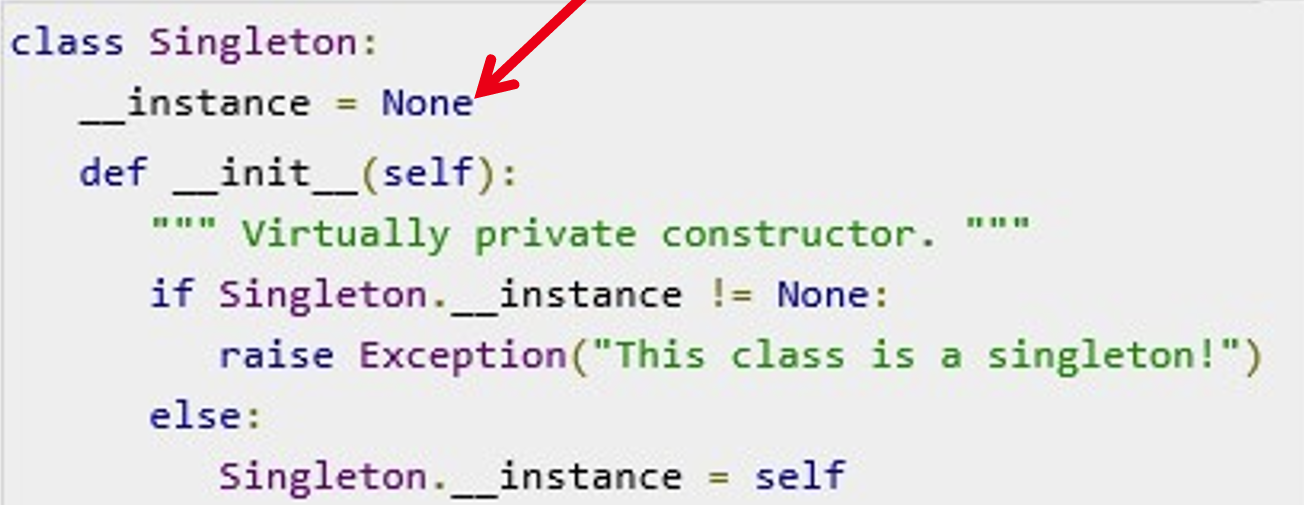 class Singleton:
   __instance = None
   def __init__(self):
      """ Virtually private constructor. """
      if Singleton.__instance != None:
         raise Exception("This class is a singleton!")
      else:
         Singleton.__instance = self